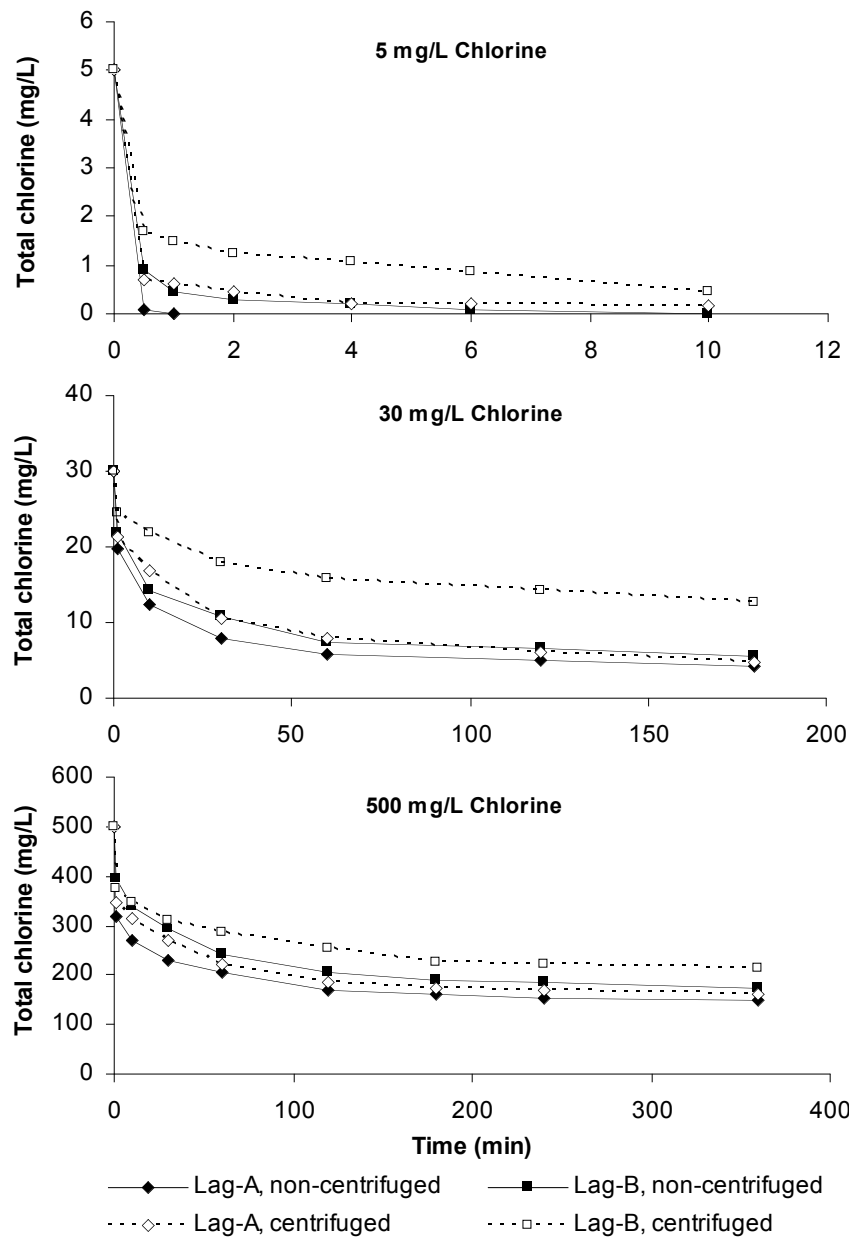 5 mg/L Chlorine
Total chlorine (mg/L)
6
5
4
3
2
1
0
0 2 4 6 8 10 12
30 mg/L Chlorine
Total chlorine (mg/L)
40
30
20
10
0
0 50 100 150 200
500 mg/L Chlorine
Total chlorine (mg/L)
600
500
400
300
200
100
0
0 100 200 300 400
Time (min)
Lag-A, non-centrifuged Lag-B, non-centrifuged
Lag-A, centrifuged Lag-B, centrifuged